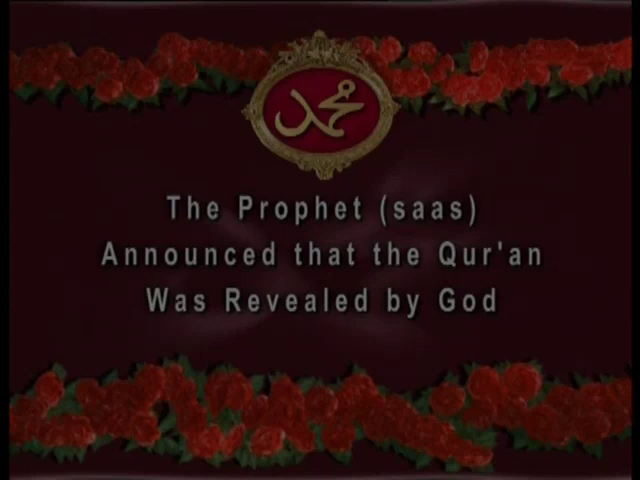 محمد
The Prophet (saas)
Announced that the Qur'an
Was Revealed by God